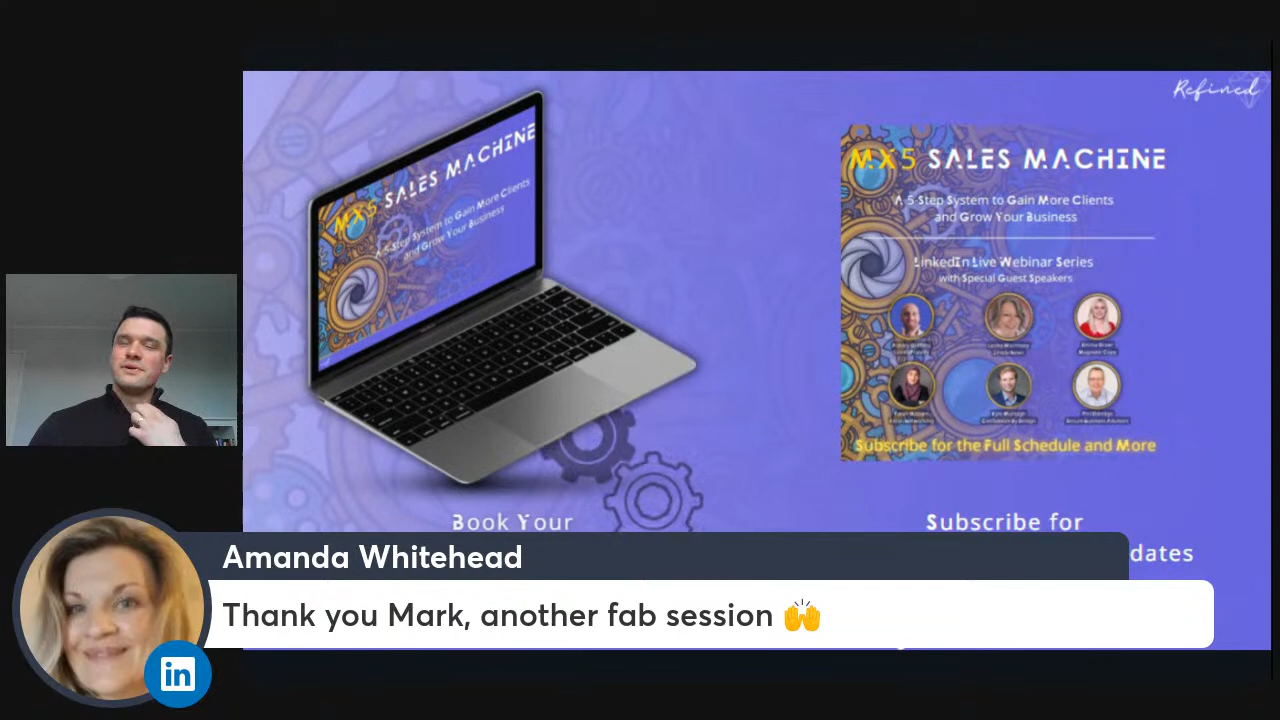 Refined
MX5 SALES MACHINE
A 5-Step System to Gain More Clients
and Grow Your Business
MX5 SALES MACHINE
A 5-Step System to Gain More Clients
and Grow Your Business
LinkedIn Live Webinar Series
with Special Guest Speakers
Subscribe for the Full Schedule and More
Book Your
Subscribe for
dates
Amanda Whitehead
Thank you Mark, another fab session 🙌
in